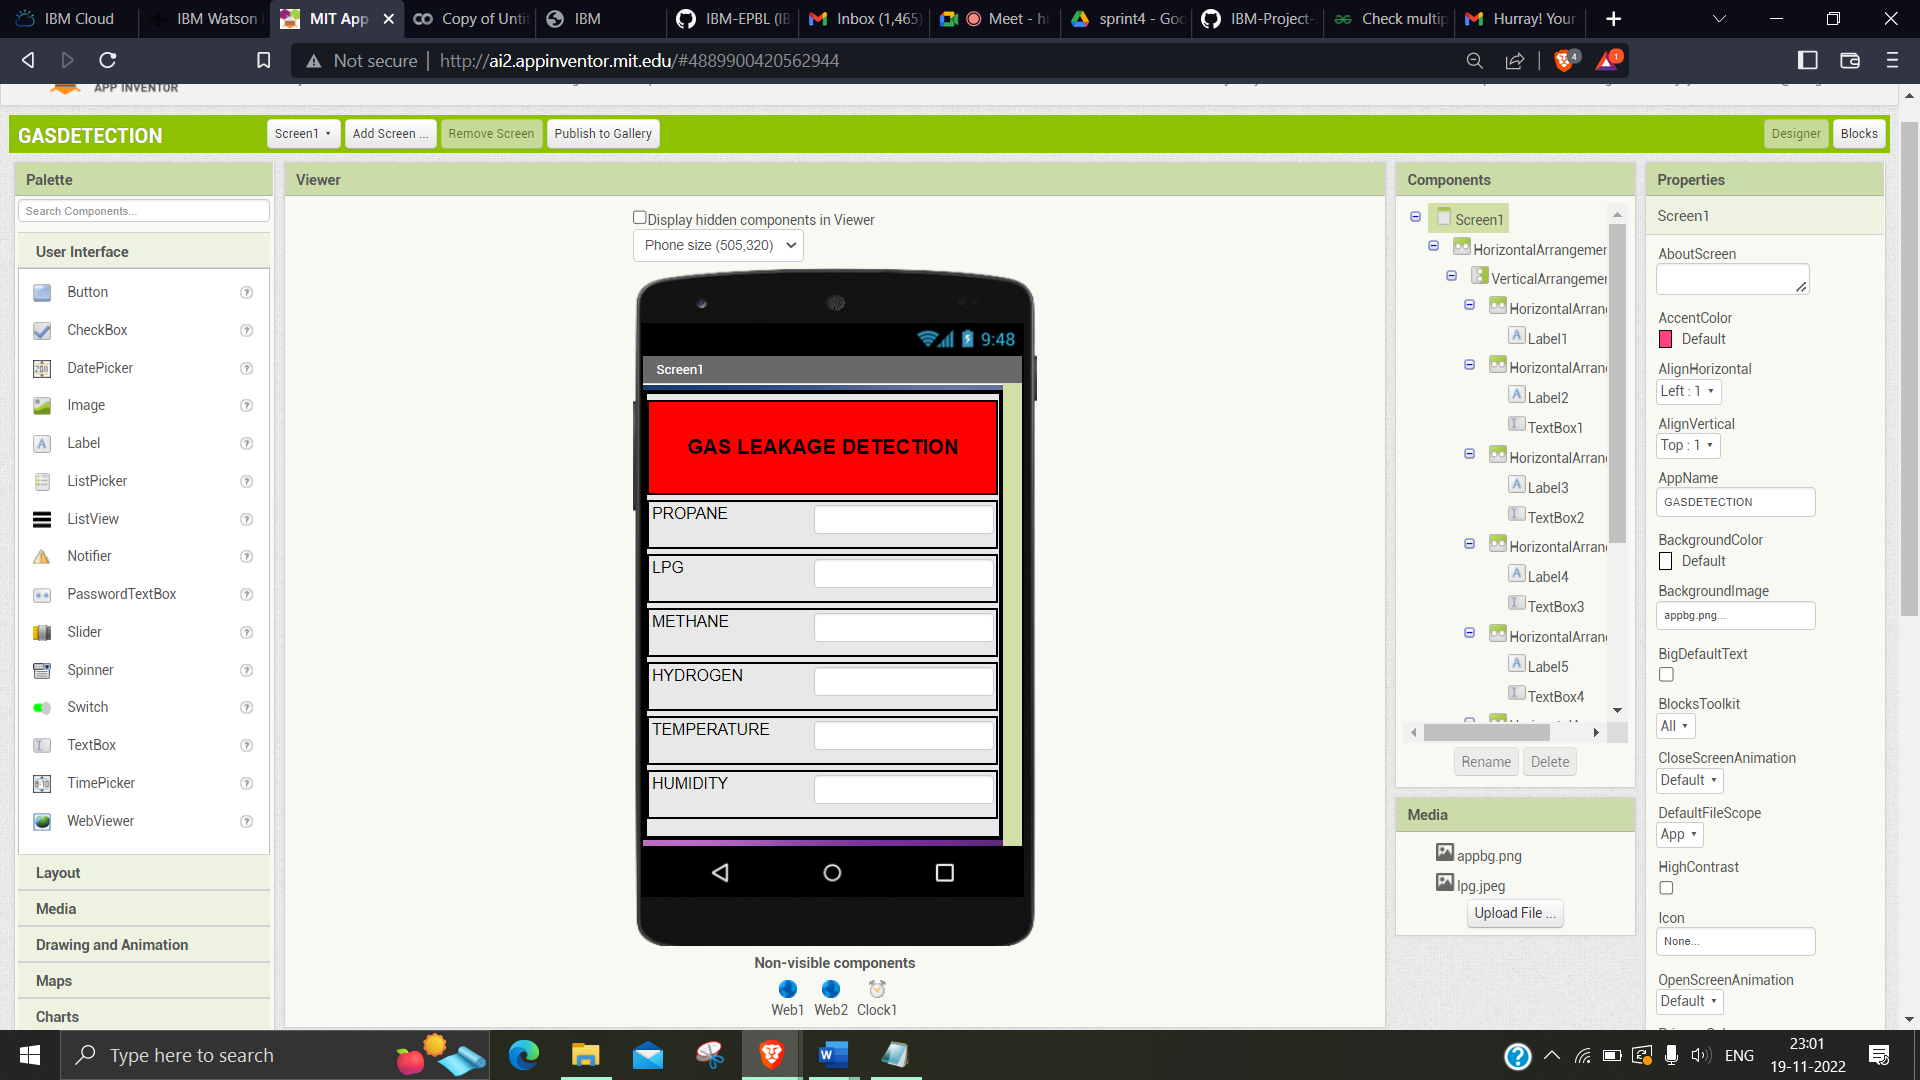 IBM Cloud
IBM Watson
MIT App
Copy of Unti
IBM
IBM-EPBL (IB
Inbox (1,465)
Meet - hi
sprint4 - Goo
IBM-Project-
Check multip
Hurray! Your
Not secure
http://ai2.appinventor.mit.edu/#4889900420562944
4
1
APP INVENTOR
GASDETECTION
Screen1
Add Screen ...
Remove Screen
Publish to Gallery
Designer
Blocks
Palette
Search Components...
User Interface
Button
CheckBox
DatePicker
Image
Label
ListPicker
ListView
Notifier
PasswordTextBox
Slider
Spinner
Switch
TextBox
TimePicker
WebViewer
Layout
Media
Drawing and Animation
Maps
Charts
Viewer
Display hidden components in Viewer
Phone size (505,320)
9:48
Screen1
GAS LEAKAGE DETECTION
PROPANE
LPG
METHANE
HYDROGEN
TEMPERATURE
HUMIDITY
Non-visible components
Web1
Web2
Clock1
Components
Screen1
HorizontalArrangemer
VerticalArrangemer
HorizontalArran
Label1
HorizontalArran
Label2
TextBox1
HorizontalArran
Label3
TextBox2
HorizontalArran
Label4
TextBox3
HorizontalArran
Label5
TextBox4
Rename
Delete
Media
appbg.png
lpg.jpeg
Upload File ...
Properties
Screen1
AboutScreen
AccentColor
Default
AlignHorizontal
Left : 1
AlignVertical
Top : 1
AppName
GASDETECTION
BackgroundColor
Default
BackgroundImage
appbg.png...
BigDefaultText
BlocksToolkit
All
CloseScreenAnimation
Default
DefaultFileScope
App
HighContrast
Icon
None...
OpenScreenAnimation
Default
Type here to search
ENG
23:01
19-11-2022